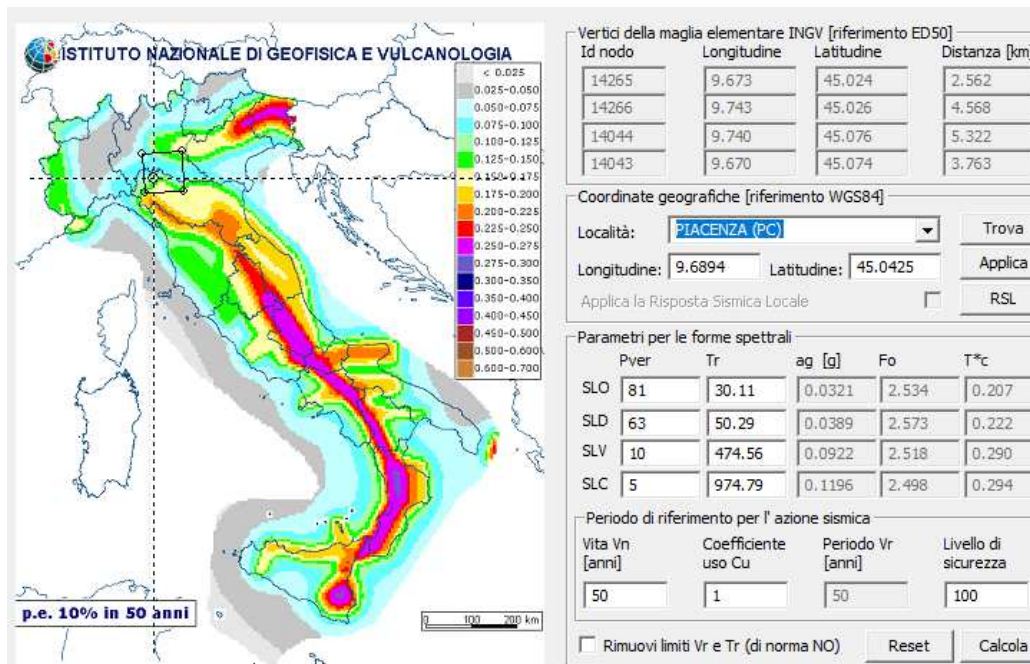 ISTITUTO NAZIONALE DI GEOFISICA E VULCANOLOGIA
< 0.025
0.025-0.050
0.050-0.075
0.075-0.100
0.100-0.125
0.125-0.150
0.150-0.175
0.175-0.200
0.200-0.225
0.225-0.250
0.250-0.275
0.275-0.300
0.300-0.350
0.350-0.400
0.400-0.450
0.450-0.500
0.500-0.600
0.600-0.700
p.e. 10% in 50 anni
0 100 200 km
Vertici della maglia elementare INGV [riferimento ED50]
Id nodo Longitudine Latitudine Distanza [km]
14265 9.673 45.024 2.562
14266 9.743 45.026 4.568
14044 9.740 45.076 5.322
14043 9.670 45.074 3.763
Coordinate geografiche [riferimento WGS84]
Località: PIACENZA (PC) Trova
Longitudine: 9.6894 Latitudine: 45.0425 Applica
Applica la Risposta Sismica Locale RSL
Parametri per le forme spettrali
Pver Tr ag [g] Fo T*c
SLO 81 30.11 0.0321 2.534 0.207
SLD 63 50.29 0.0389 2.573 0.222
SLV 10 474.56 0.0922 2.518 0.290
SLC 5 974.79 0.1196 2.498 0.294
Periodo di riferimento per l' azione sismica
Vita Vn Coefficiente Periodo Vr Livello di
[anni] uso Cu [anni] sicurezza
50 1 50 100
Rimuovi limiti Vr e Tr (di norma NO) Reset Calcola